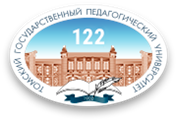 ТОМСКИЙ ГОСУДАРСТВЕННЫЙ ПЕДАГОГИЧЕСКИЙ УНИВЕРСИТЕТ
122